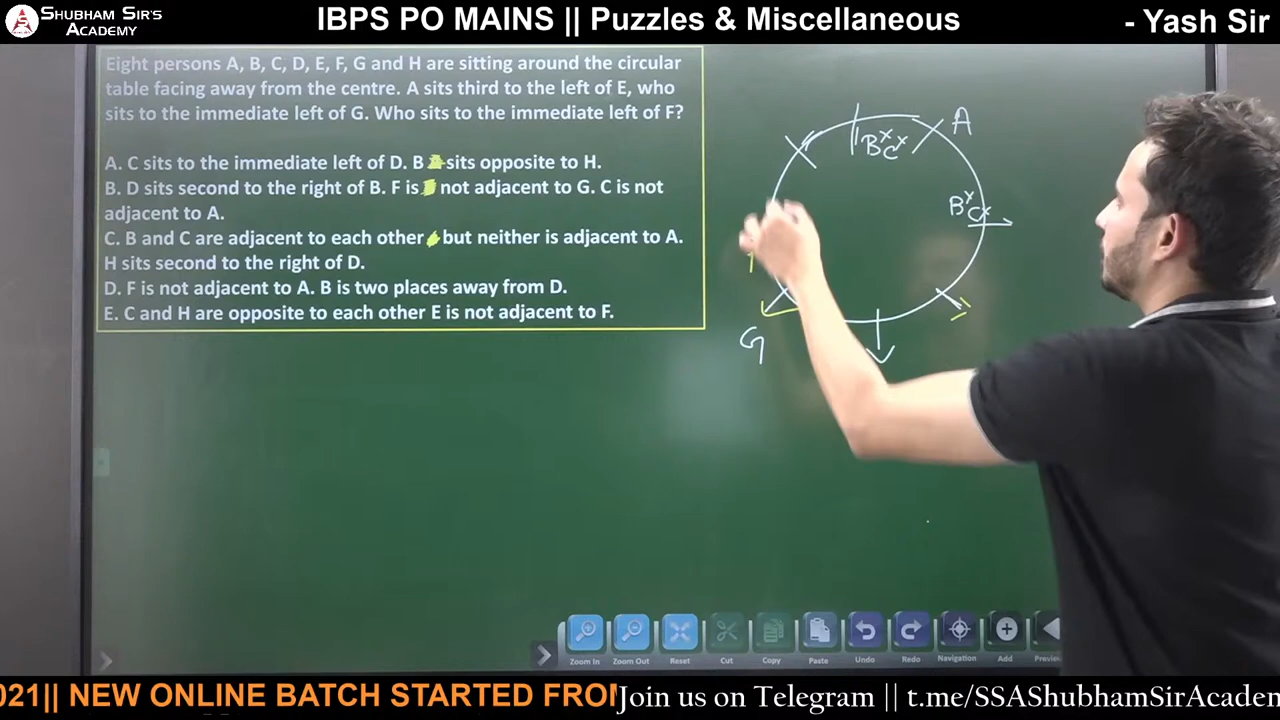 SHUBHAM SIR'S
ACADEMY
IBPS PO MAINS || Puzzles & Miscellaneous
- Yash Sir
Eight persons A, B, C, D, E, F, G and H are sitting around the circular
table facing away from the centre. A sits third to the left of E, who
sits to the immediate left of G. Who sits to the immediate left of F?
A. C sits to the immediate left of D. B sits opposite to H.
B. D sits second to the right of B. F is not adjacent to G. C is not
adjacent to A.
C. B and C are adjacent to each other but neither is adjacent to A.
H sits second to the right of D.
D. F is not adjacent to A. B is two places away from D.
E. C and H are opposite to each other E is not adjacent to F.
A
B C
B C
G
Zoom In
Zoom Out
Reset
Cut
Copy
Paste
Undo
Redo
Navigation
Add
Previe
021|| NEW ONLINE BATCH STARTED FRO
Join us on Telegram || t.me/SSAShubhamSirAcadem